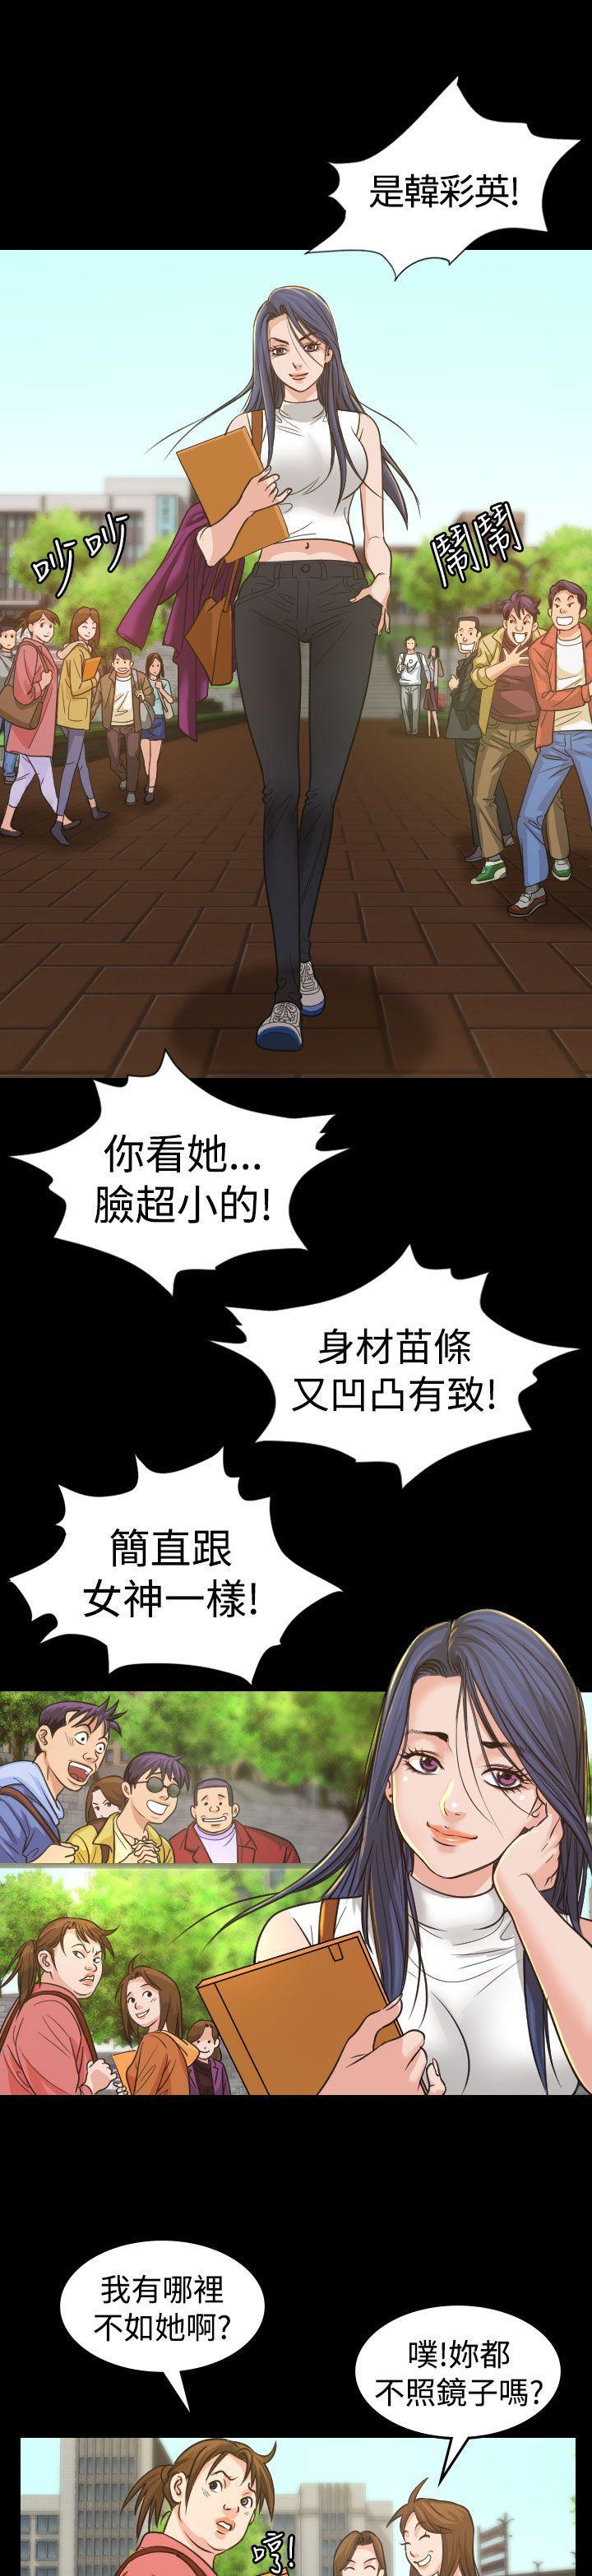 是韓彩英!
吵吵
鬧鬧
你看她...
臉超小的!
身材苗條
又凹凸有致!
簡直跟
女神一樣!
我有哪裡
不如她啊?
噗!妳都
不照鏡子嗎?
哼!